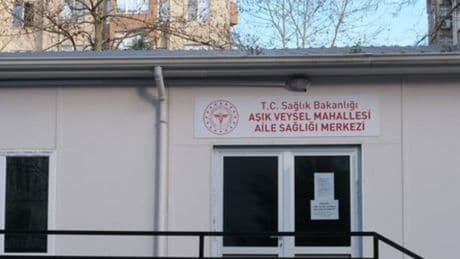 T.C. Sağlık Bakanlığı
AŞIK VEYSEL MAHALLESİ
AİLE SAĞLIĞI MERKEZİ